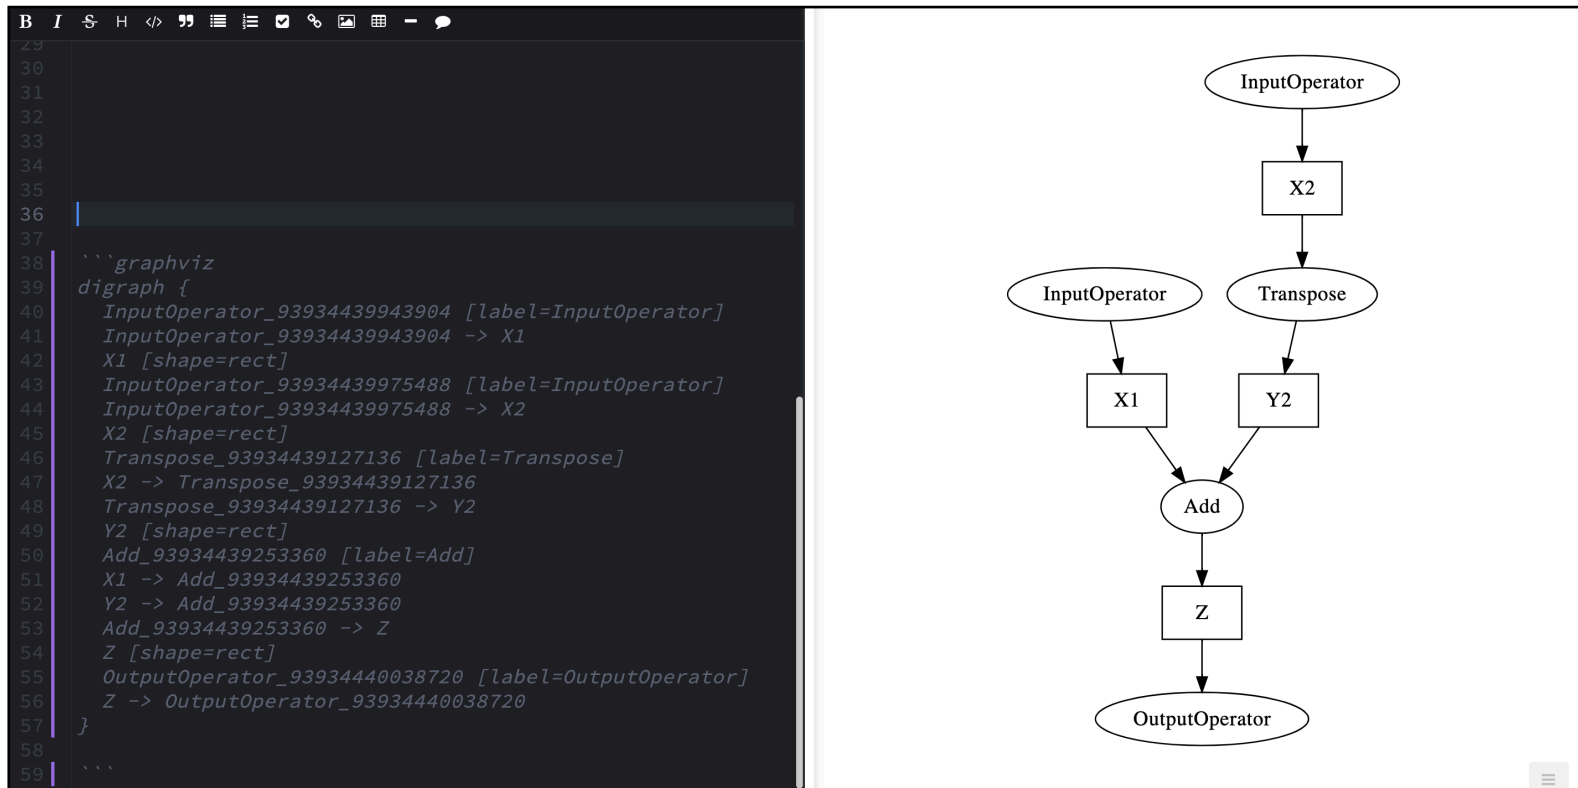 B I S H </>
29
30
31
32
33
34
35
36
37
38 ```graphviz
39 digraph {
40 InputOperator_93934439943904 [label=InputOperator]
41 InputOperator_93934439943904 -> X1
42 X1 [shape=rect]
43 InputOperator_93934439975488 [label=InputOperator]
44 InputOperator_93934439975488 -> X2
45 X2 [shape=rect]
46 Transpose_93934439127136 [label=Transpose]
47 X2 -> Transpose_93934439127136
48 Transpose_93934439127136 -> Y2
49 Y2 [shape=rect]
50 Add_93934439253360 [label=Add]
51 X1 -> Add_93934439253360
52 Y2 -> Add_93934439253360
53 Add_93934439253360 -> Z
54 Z [shape=rect]
55 OutputOperator_93934440038720 [label=OutputOperator]
56 Z -> OutputOperator_93934440038720
57 }
58
59 ```
InputOperator
X2
InputOperator
Transpose
X1
Y2
Add
Z
OutputOperator